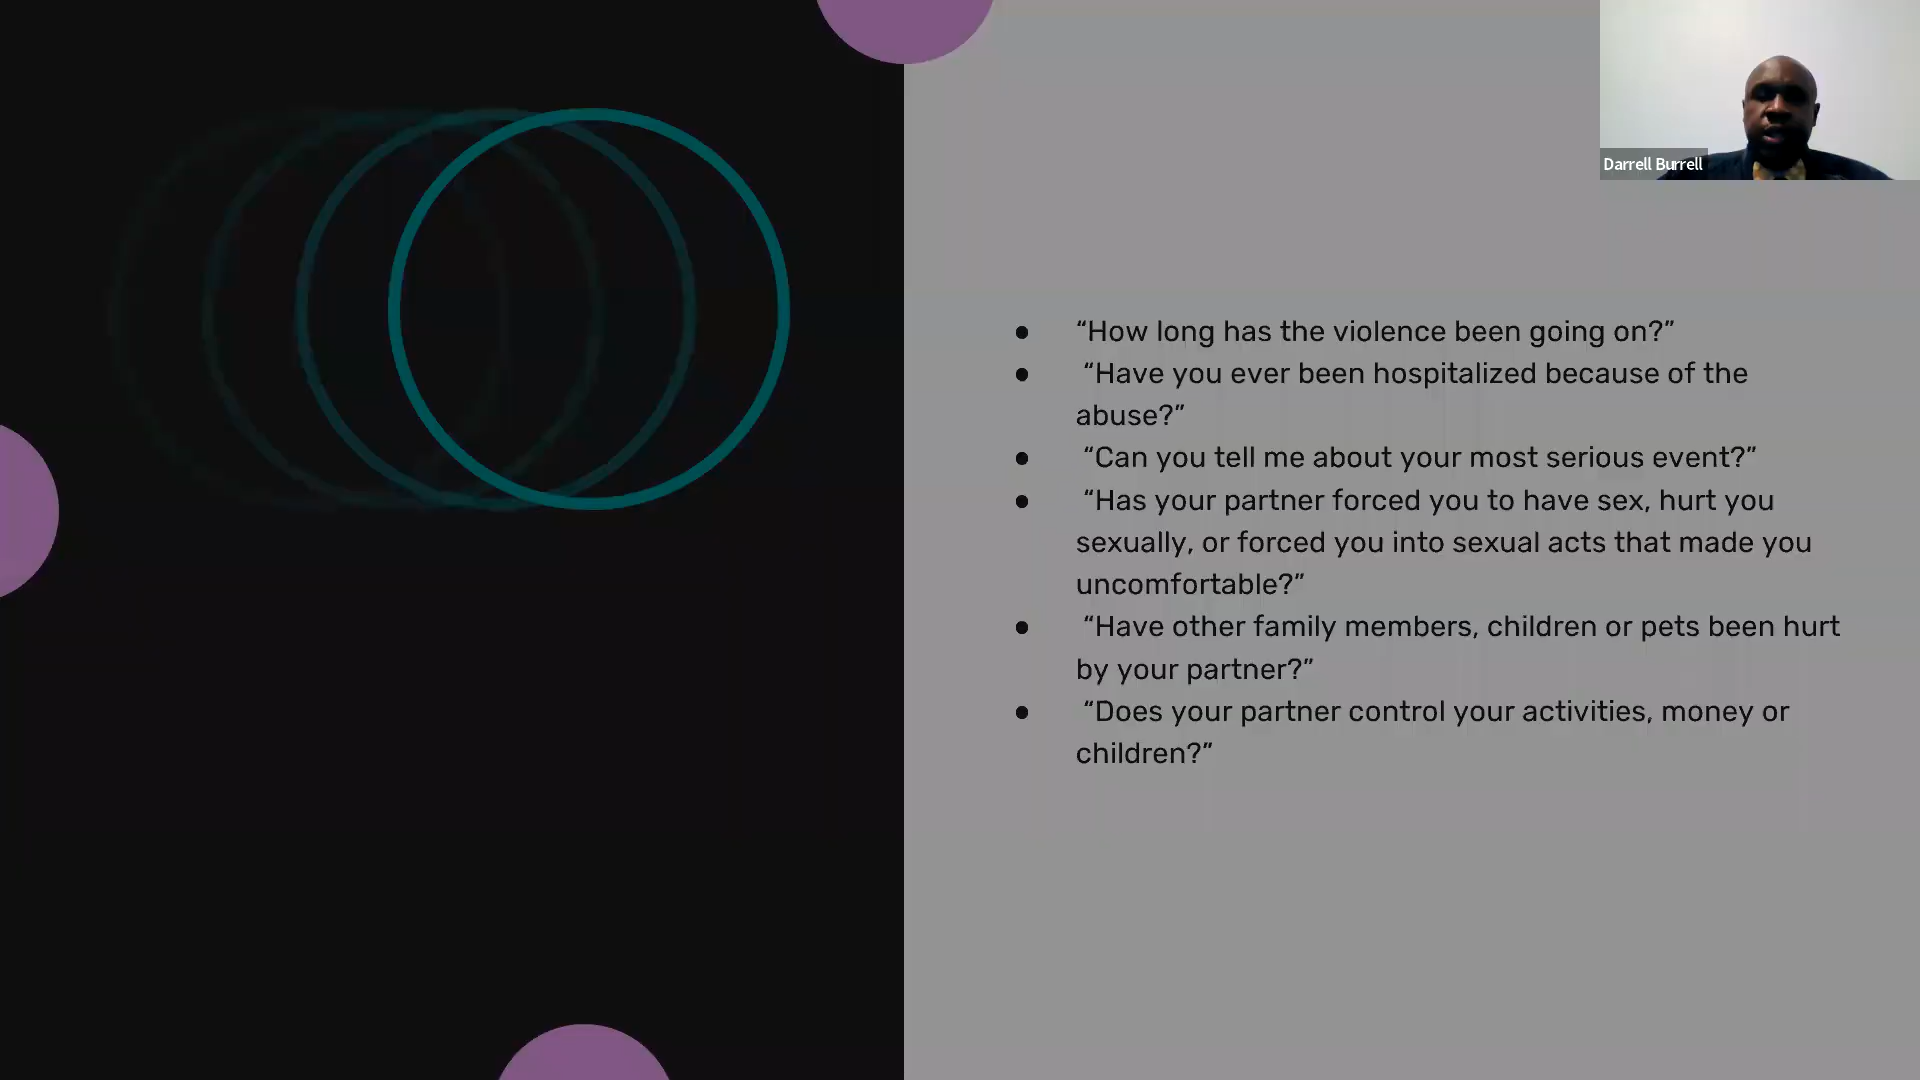 Darrell Burrell
● “How long has the violence been going on?”
● “Have you ever been hospitalized because of the
abuse?”
● “Can you tell me about your most serious event?”
● “Has your partner forced you to have sex, hurt you
sexually, or forced you into sexual acts that made you
uncomfortable?”
● “Have other family members, children or pets been hurt
by your partner?”
● “Does your partner control your activities, money or
children?”